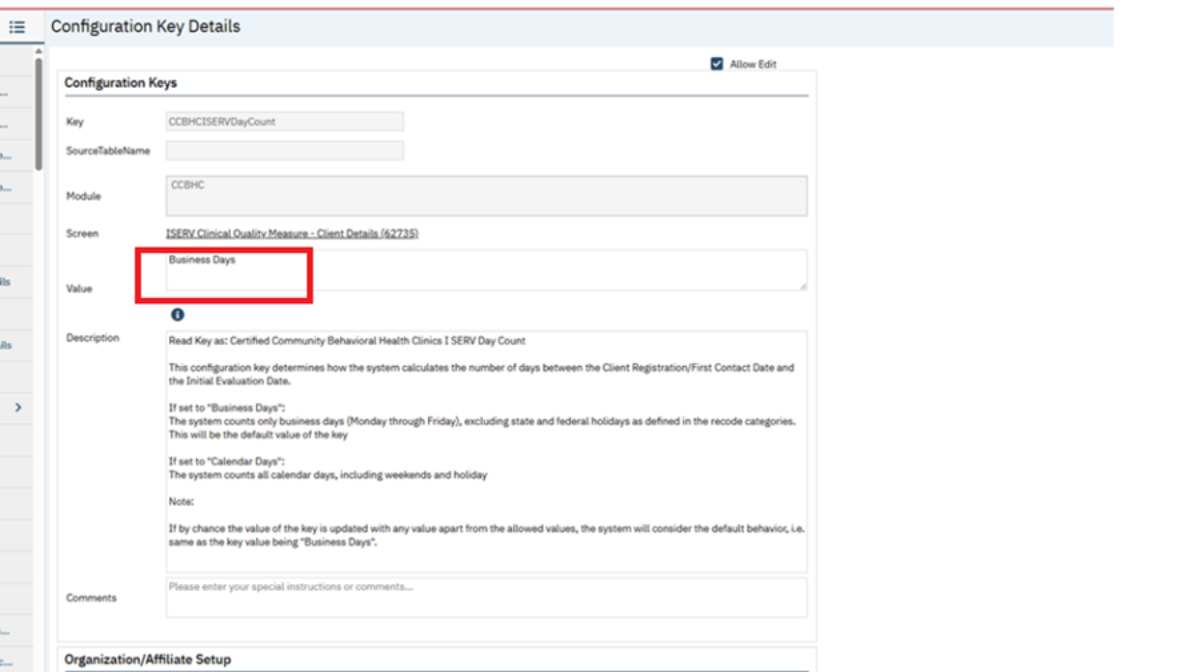 Configuration Key Details
Allow Edit
Configuration Keys
Key
CCBHCISERVDayCount
SourceTableName
Module
CCBHC
Screen
ISERV Clinical Quality Measure - Client Details (62735)
Value
Business Days
Description
Read Key as: Certified Community Behavioral Health Clinics I SERV Day Count
This configuration key determines how the system calculates the number of days between the Client Registration/First Contact Date and
the Initial Evaluation Date.
If set to "Business Days":
The system counts only business days (Monday through Friday), excluding state and federal holidays as defined in the recode categories.
This will be the default value of the key
If set to "Calendar Days":
The system counts all calendar days, including weekends and holiday
Note:
If by chance the value of the key is updated with any value apart from the allowed values, the system will consider the default behavior, i.e.
same as the key value being "Business Days".
Comments
Please enter your special instructions or comments...
Organization/Affiliate Setup